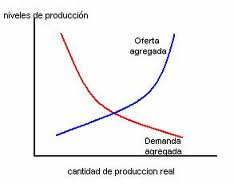 niveles de producción
Oferta
agregada
Demanda
agregada
cantidad de produccion real